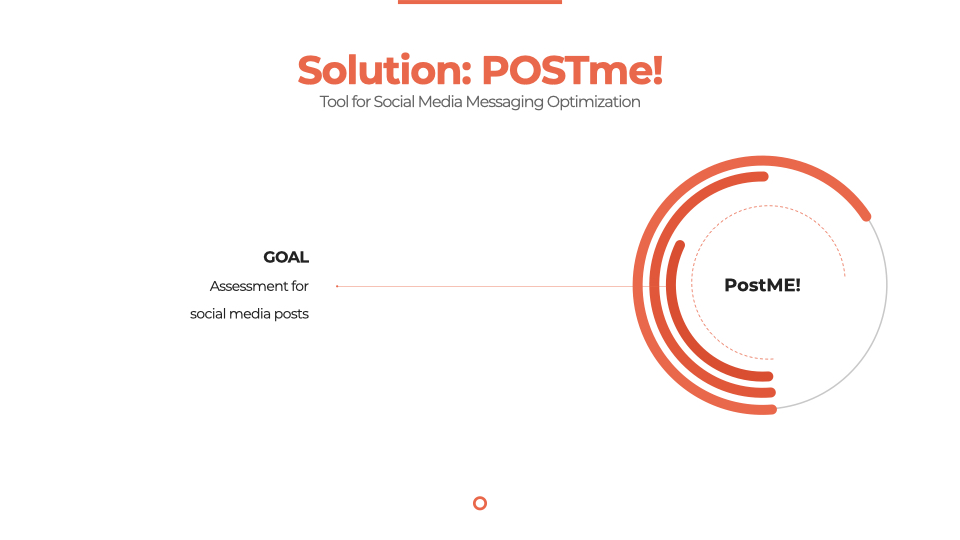 Solution: POSTme!
Tool for Social Media Messaging Optimization
GOAL
Assessment for
social media posts
PostME!